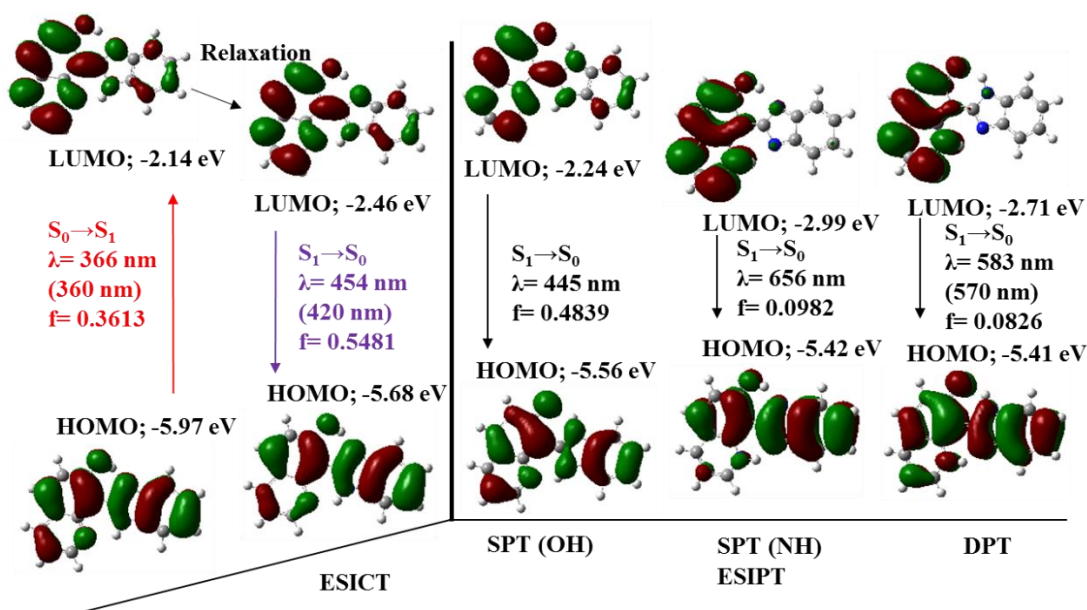 Relaxation
LUMO; -2.14 eV
S₀→S₁
λ= 366 nm
(360 nm)
f= 0.3613
HOMO; -5.97 eV
LUMO; -2.46 eV
S₁→S₀
λ= 454 nm
(420 nm)
f= 0.5481
HOMO; -5.68 eV
ESICT
LUMO; -2.24 eV
S₁→S₀
λ= 445 nm
f= 0.4839
HOMO; -5.56 eV
SPT (OH)
LUMO; -2.99 eV
S₁→S₀
λ= 656 nm
f= 0.0982
HOMO; -5.42 eV
SPT (NH)
ESIPT
LUMO; -2.71 eV
S₁→S₀
λ= 583 nm
(570 nm)
f= 0.0826
HOMO; -5.41 eV
DPT